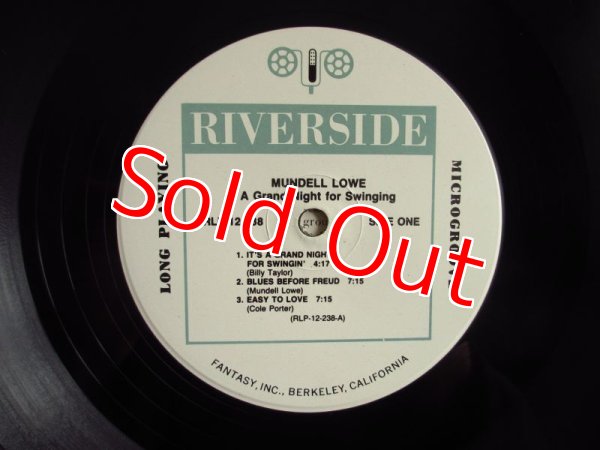 RIVERSIDE
MUNDELL LOWE
A Grand Night for Swinging
SIDE ONE
LONG PLAYING
MICROGROOVE
Sold Out
1. IT'S A GRAND NIGHT
FOR SWINGIN' 4:17
(Billy Taylor)
2. BLUES BEFORE FREUD 7:15
(Mundell Lowe)
3. EASY TO LOVE 7:15
(Cole Porter)
(RLP-12-238-A)
FANTASY, INC., BERKELEY, CALIFORNIA